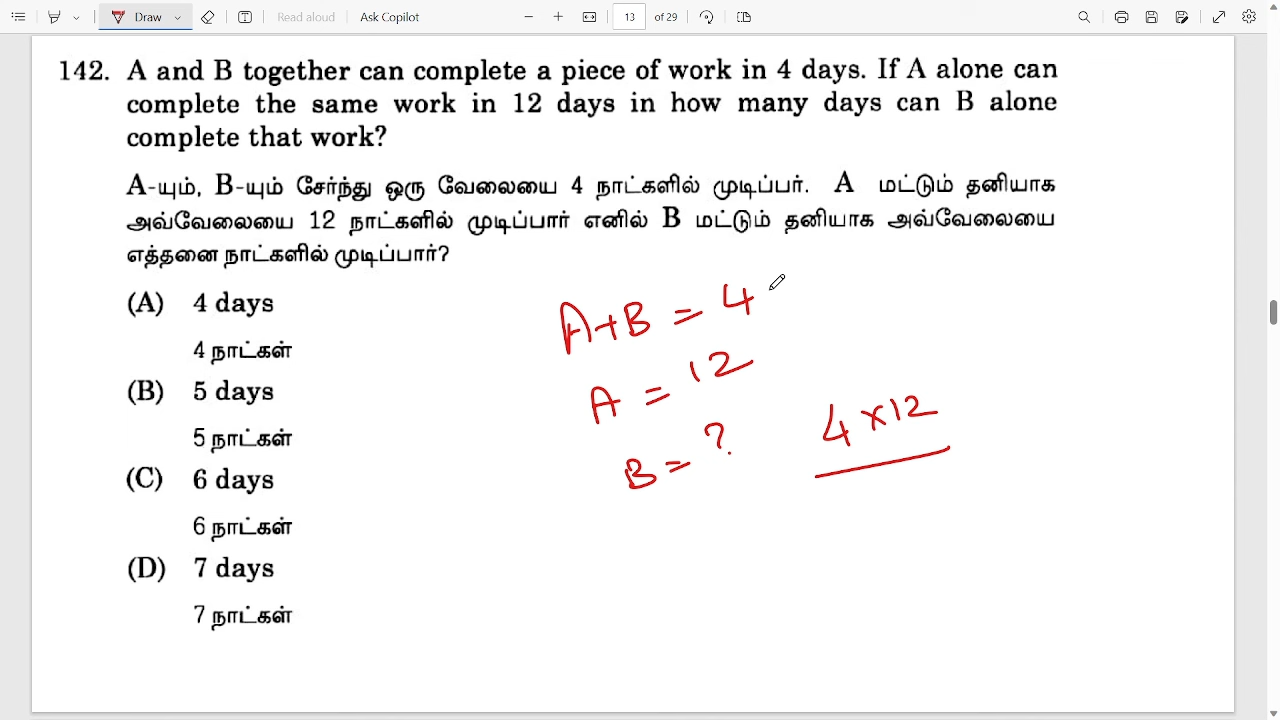 Draw
Read aloud
Ask Copilot
13
of 29
142. A and B together can complete a piece of work in 4 days. If A alone can
complete the same work in 12 days in how many days can B alone
complete that work?
A-யும், B-யும் சேர்ந்து ஒரு வேலையை 4 நாட்களில் முடிப்பர். A மட்டும் தனியாக
அவ்வேலையை 12 நாட்களில் முடிப்பார் எனில் B மட்டும் தனியாக அவ்வேலையை
எத்தனை நாட்களில் முடிப்பார்?
(A) 4 days
4 நாட்கள்
(B) 5 days
5 நாட்கள்
(C) 6 days
6 நாட்கள்
(D) 7 days
7 நாட்கள்
A+B = 4
A = 12
B = ?
4 × 12